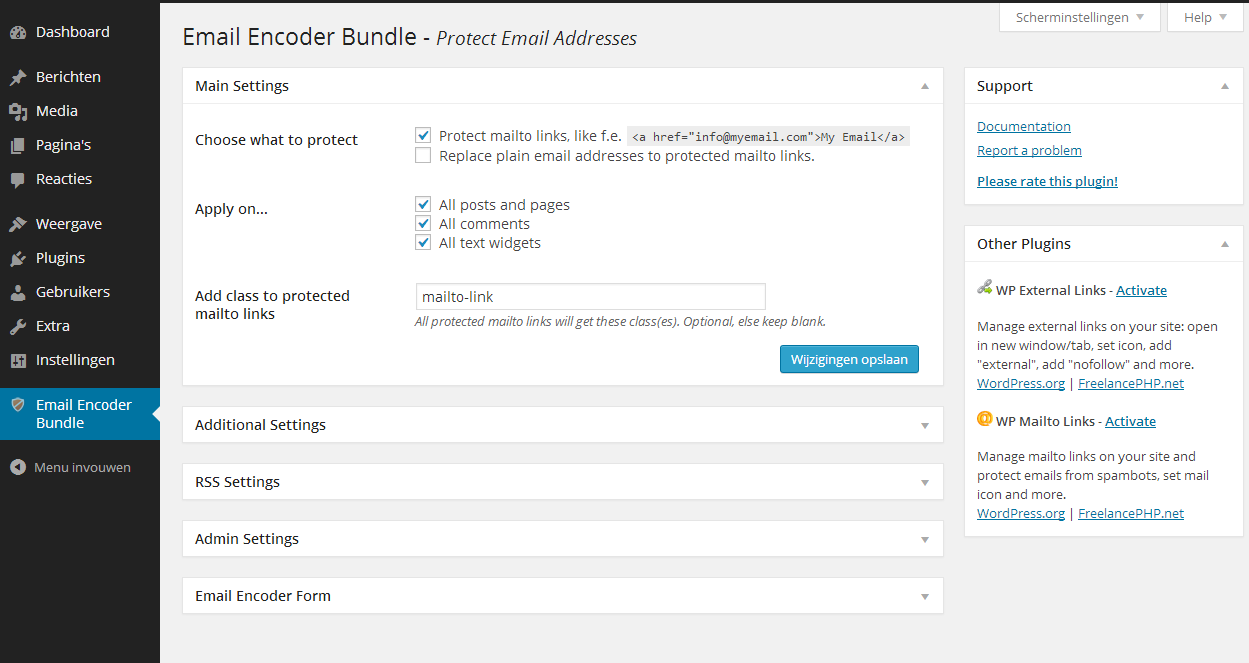 Dashboard
Berichten
Media
Pagina's
Reacties
Weergave
Plugins
Gebruikers
Extra
Instellingen
Email Encoder
Bundle
Menu invouwen
Scherminstellingen
Help
Email Encoder Bundle - Protect Email Addresses
Main Settings
Choose what to protect
Protect mailto links, like f.e. <a href="info@myemail.com">My Email</a>
Replace plain email addresses to protected mailto links.
Apply on...
All posts and pages
All comments
All text widgets
Add class to protected
mailto links
mailto-link
All protected mailto links will get these class(es). Optional, else keep blank.
Wijzigingen opslaan
Additional Settings
RSS Settings
Admin Settings
Email Encoder Form
Support
Documentation
Report a problem
Please rate this plugin!
Other Plugins
WP External Links - Activate
Manage external links on your site: open
in new window/tab, set icon, add
"external", add "nofollow" and more.
WordPress.org | FreelancePHP.net
WP Mailto Links - Activate
Manage mailto links on your site and
protect emails from spambots, set mail
icon and more.
WordPress.org | FreelancePHP.net